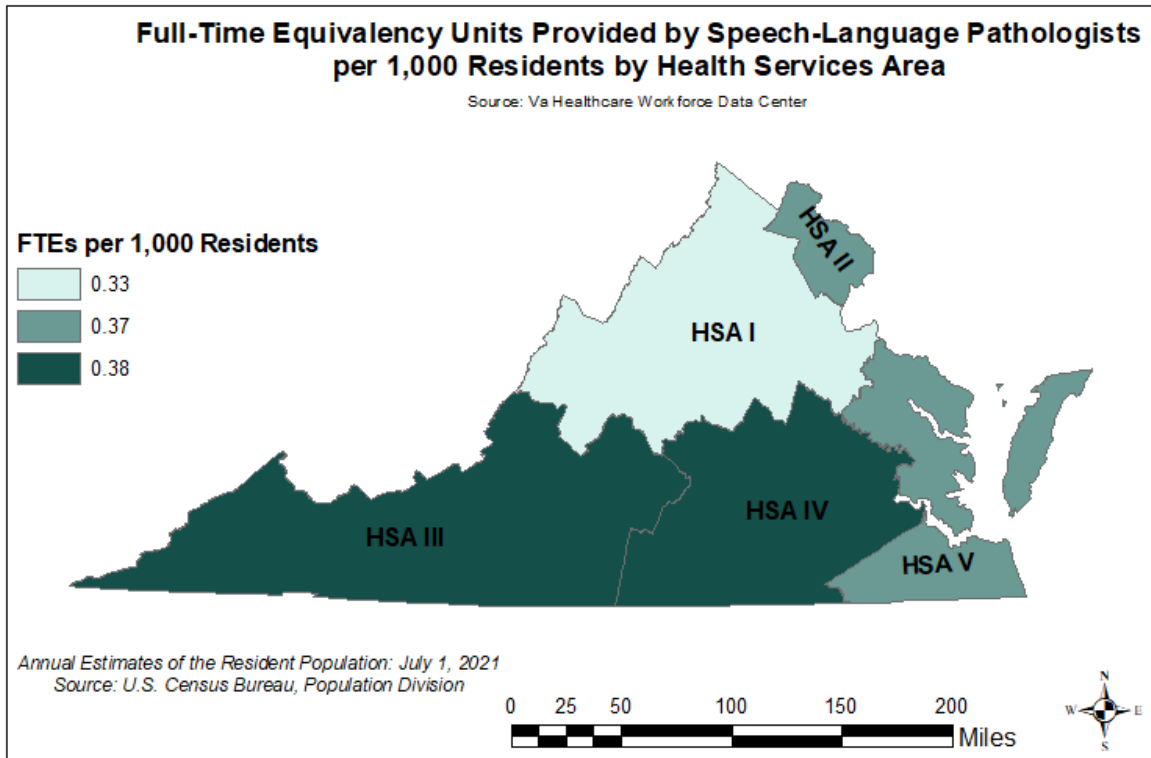 Full-Time Equivalency Units Provided by Speech-Language Pathologists
per 1,000 Residents by Health Services Area
Source: Va Healthcare Workforce Data Center
FTEs per 1,000 Residents
0.33
0.37
0.38
HSA II
HSA I
HSA III
HSA IV
HSA V
Annual Estimates of the Resident Population: July 1, 2021
Source: U.S. Census Bureau, Population Division
0 25 50 100 150 200
Miles
N
W E
S